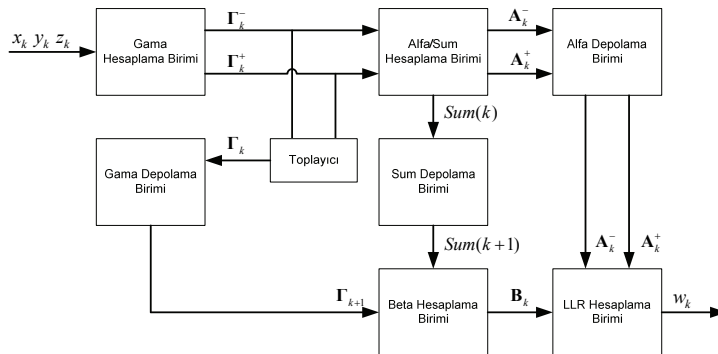 x_k y_k z_k
Gama
Hesaplama Birimi
Γ_k^-
Γ_k^+
Alfa/Sum
Hesaplama Birimi
A_k^-
A_k^+
Alfa Depolama
Birimi
Sum(k)
Γ_k
Toplayıcı
Gama Depolama
Birimi
Sum Depolama
Birimi
Sum(k+1)
A_k^-
A_k^+
Γ_{k+1}
Beta Hesaplama
Birimi
B_k
LLR Hesaplama
Birimi
w_k